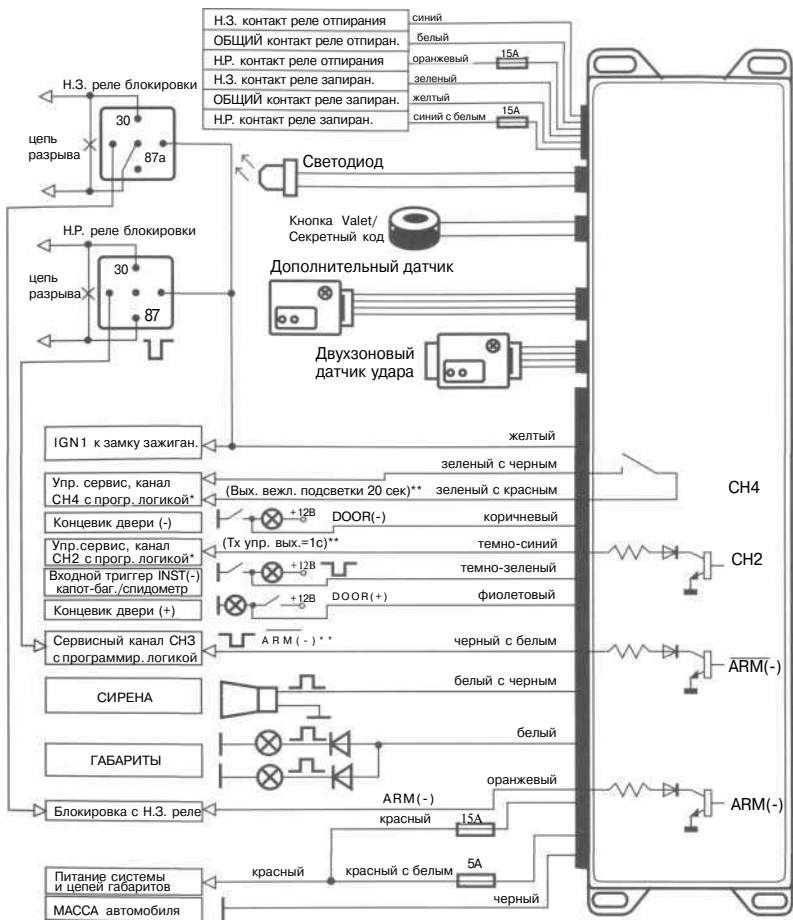 Н.З. контакт реле отпирания синий
ОБЩИЙ контакт реле отпиран. белый
Н.Р. контакт реле отпирания оранжевый 15А
Н.З. контакт реле запиран. зеленый
ОБЩИЙ контакт реле запиран. желтый
Н.Р. контакт реле запиран. синий с белым 15А
Н.З. реле блокировки
30
87а
цепь
разрыва
Светодиод
Кнопка Valet/
Секретный код
Н.Р. реле блокировки
30
87
цепь
разрыва
Дополнительный датчик
Двухзоновый
датчик удара
IGN1 к замку зажиган. желтый
зеленый с черным
Упр. сервис, канал
СН4 с прогр. логикой* (Вых. вежл. подсветки 20 сек)** зеленый с красным
СН4
Концевик двери (-) +12В DOOR(-) коричневый
Упр.сервис, канал
СН2 с прогр. логикой* (Тх упр. вых.=1с)** темно-синий
СН2
Входной триггер INST(-)
капот-баг./спидометр +12В темно-зеленый
Концевик двери (+) +12В DOOR(+) фиолетовый
Сервисный канал СН3
с программир. логикой ARM(-)** черный с белым
ARM(-)
СИРЕНА белый с черным
ГАБАРИТЫ белый
оранжевый
Блокировка с Н.З. реле ARM(-)
ARM(-)
красный 15А
Питание системы
и цепей габаритов красный красный с белым 5А
МАССА автомобиля черный